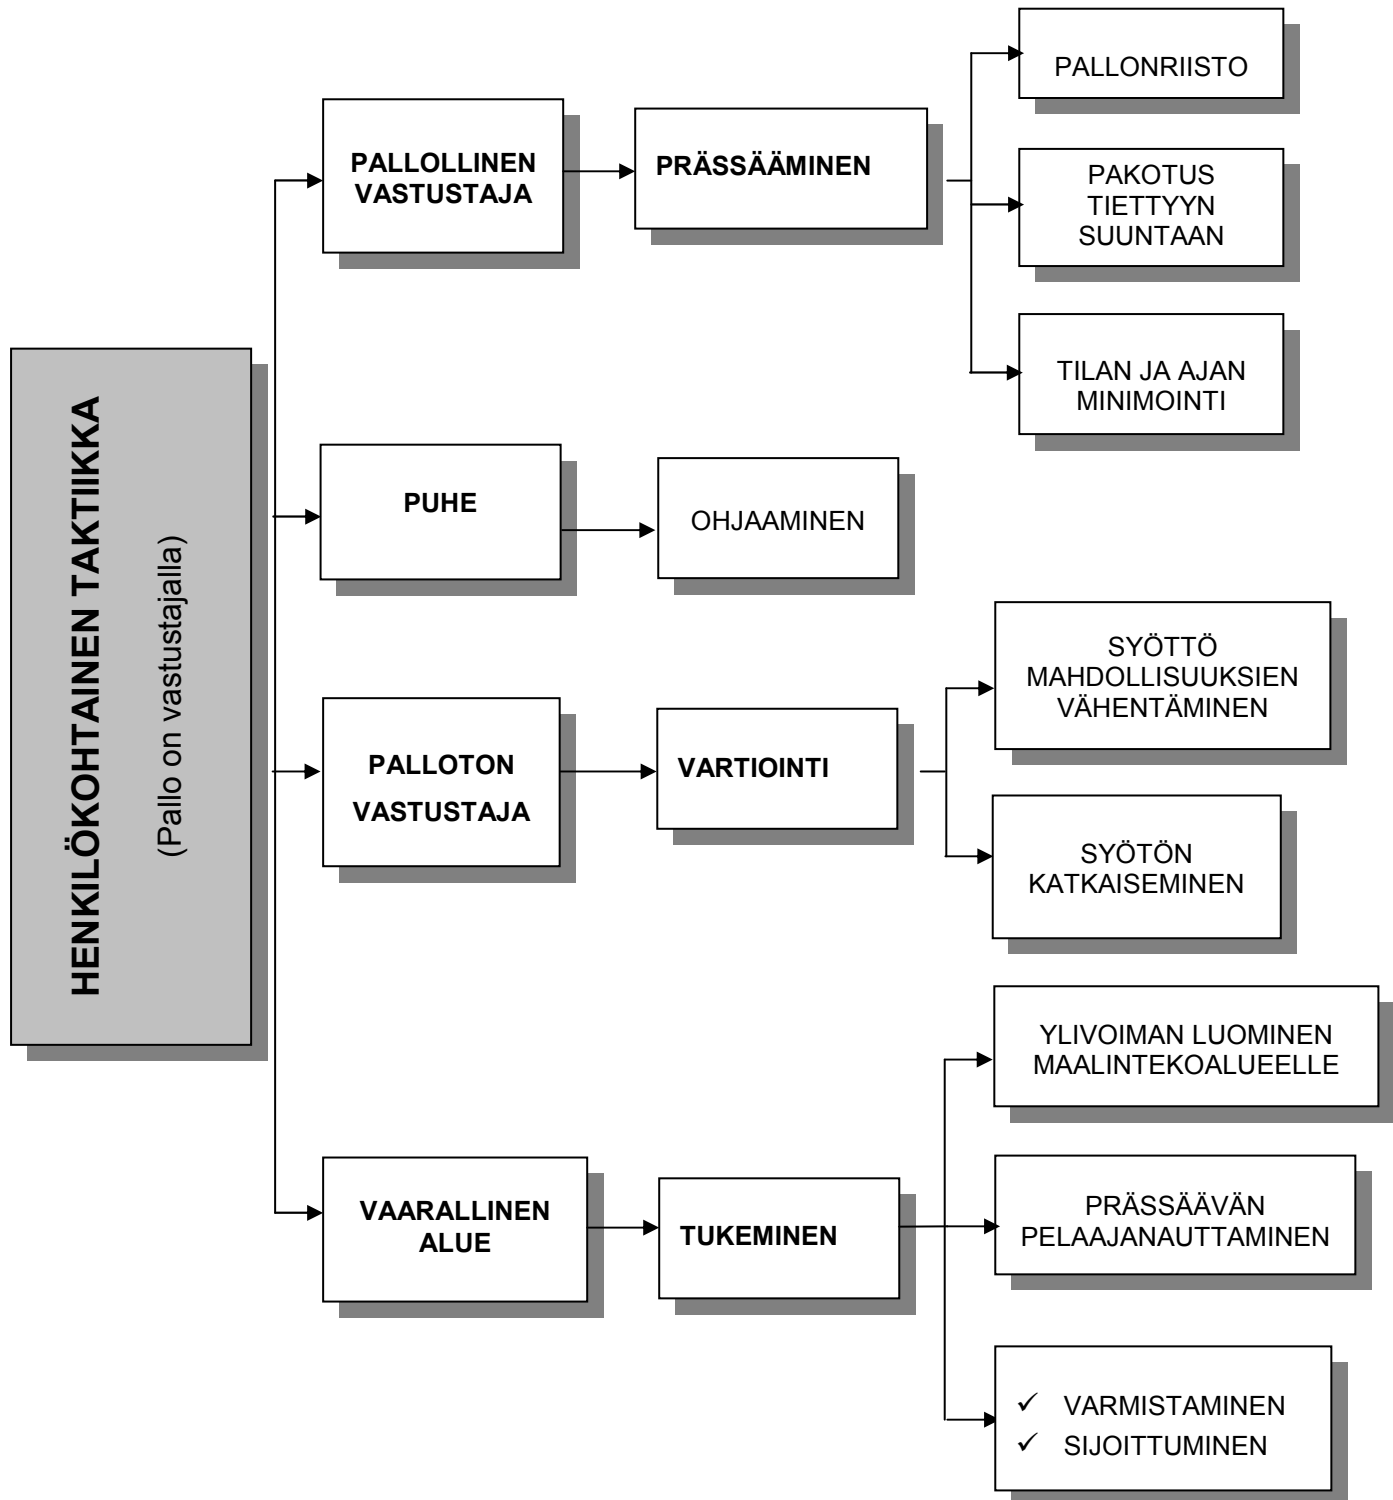 HENKILÖKOHTAINEN TAKTIIKKA
(Pallo on vastustajalla)
PALLOLLINEN
VASTUSTAJA
PRÄSSÄÄMINEN
PALLONRIISTO
PAKOTUS
TIETTYYN
SUUNTAAN
TILAN JA AJAN
MINIMOINTI
PUHE
OHJAAMINEN
PALLOTON
VASTUSTAJA
VARTIOINTI
SYÖTTÖ
MAHDOLLISUUKSIEN
VÄHENTÄMINEN
SYÖTÖN
KATKAISEMINEN
VAARALLINEN
ALUE
TUKEMINEN
YLIVOIMAN LUOMINEN
MAALINTEKOALUEELLE
PRÄSSÄÄVÄN
PELAAJANAUTTAMINEN
✓ VARMISTAMINEN
✓ SIJOITTUMINEN